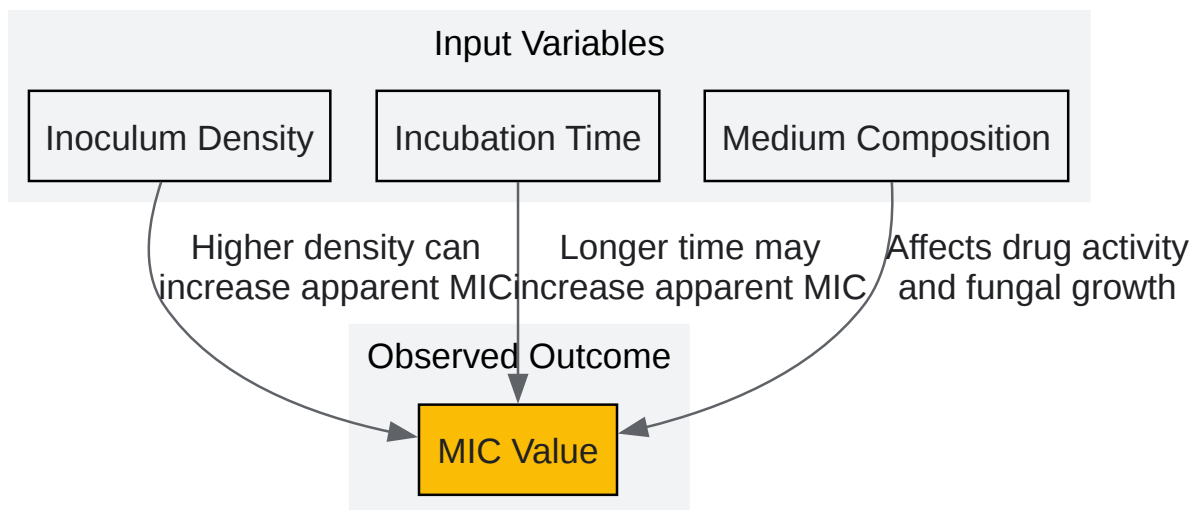 Input Variables
Inoculum Density
Incubation Time
Medium Composition
Higher density can
increase apparent MIC
Longer time may
increase apparent MIC
Affects drug activity
and fungal growth
Observed Outcome
MIC Value